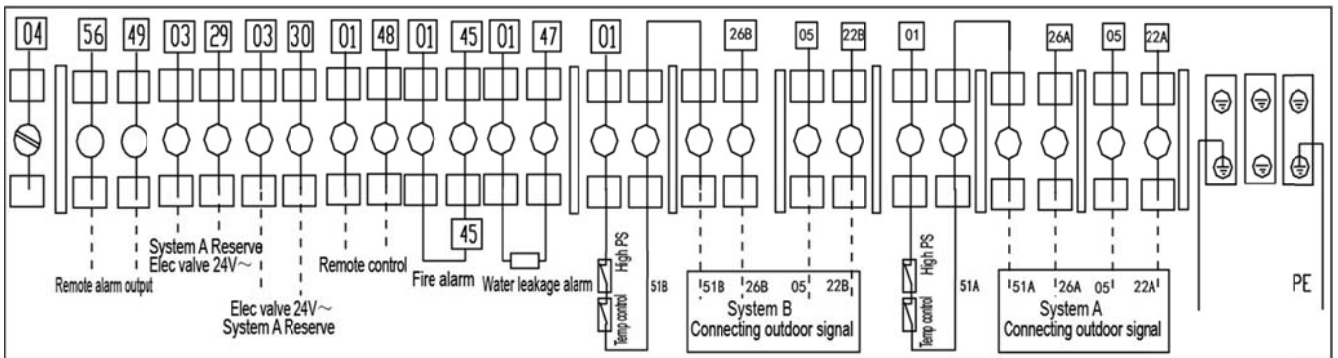 04 56 49 03 29 03 30 01 48 01 45 01 47 01 26B 05 22B 01 26A 05 22A
45
System A Reserve
Elec valve 24V～
Remote alarm output
Elec valve 24V～
System A Reserve
Remote control
Fire alarm
Water leakage alarm
High PS
Temp control
51B
51B 26B 05 22B
System B
Connecting outdoor signal
High PS
Temp control
51A
51A 26A 05 22A
System A
Connecting outdoor signal
PE